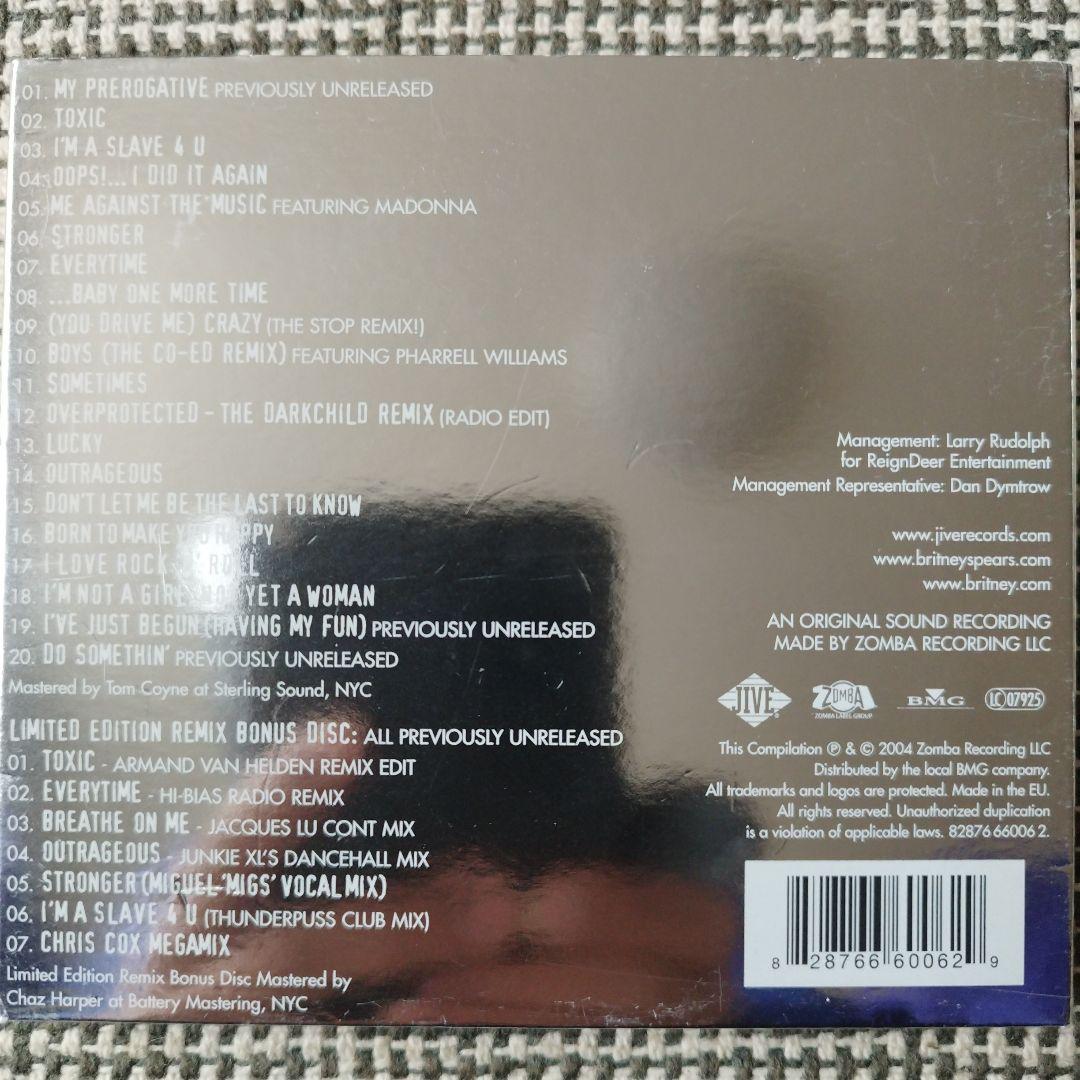 01. MY PREROGATIVE PREVIOUSLY UNRELEASED
02. TOXIC
03. I'M A SLAVE 4 U
04. OOPS!... I DID IT AGAIN
05. ME AGAINST THE MUSIC FEATURING MADONNA
06. STRONGER
07. EVERYTIME
08. ...BABY ONE MORE TIME
09. (YOU DRIVE ME) CRAZY (THE STOP REMIX!)
10. BOYS (THE CO-ED REMIX) FEATURING PHARRELL WILLIAMS
11. SOMETIMES
12. OVERPROTECTED - THE DARKCHILD REMIX (RADIO EDIT)
13. LUCKY
14. OUTRAGEOUS
15. DON'T LET ME BE THE LAST TO KNOW
16. BORN TO MAKE YOU HAPPY
17. I LOVE ROCK ROLL
18. I'M NOT A GIRL, NOT YET A WOMAN
19. I'VE JUST BEGUN (HAVING MY FUN) PREVIOUSLY UNRELEASED
20. DO SOMETHIN' PREVIOUSLY UNRELEASED
Mastered by Tom Coyne at Sterling Sound, NYC
LIMITED EDITION REMIX BONUS DISC: ALL PREVIOUSLY UNRELEASED
01. TOXIC - ARMAND VAN HELDEN REMIX EDIT
02. EVERYTIME - HI-BIAS RADIO REMIX
03. BREATHE ON ME - JACQUES LU CONT MIX
04. OUTRAGEOUS - JUNKIE XL'S DANCEHALL MIX
05. STRONGER (MIGUEL 'MIGS' VOCAL MIX)
06. I'M A SLAVE 4 U (THUNDERPUSS CLUB MIX)
07. CHRIS COX MEGAMIX
Limited Edition Remix Bonus Disc Mastered by
Chaz Harper at Battery Mastering, NYC
Management: Larry Rudolph
for ReignDeer Entertainment
Management Representative: Dan Dymtrow
www.jiverecords.com
www.britneyspears.com
www.britney.com
AN ORIGINAL SOUND RECORDING
MADE BY ZOMBA RECORDING LLC
JIVE ZOMBA ZOMBA LABEL GROUP BMG LC 07925
This Compilation ℗ & © 2004 Zomba Recording LLC
Distributed by the local BMG company.
All trademarks and logos are protected. Made in the EU.
All rights reserved. Unauthorized duplication
is a violation of applicable laws. 82876 66006 2.
8 28766 60062 9